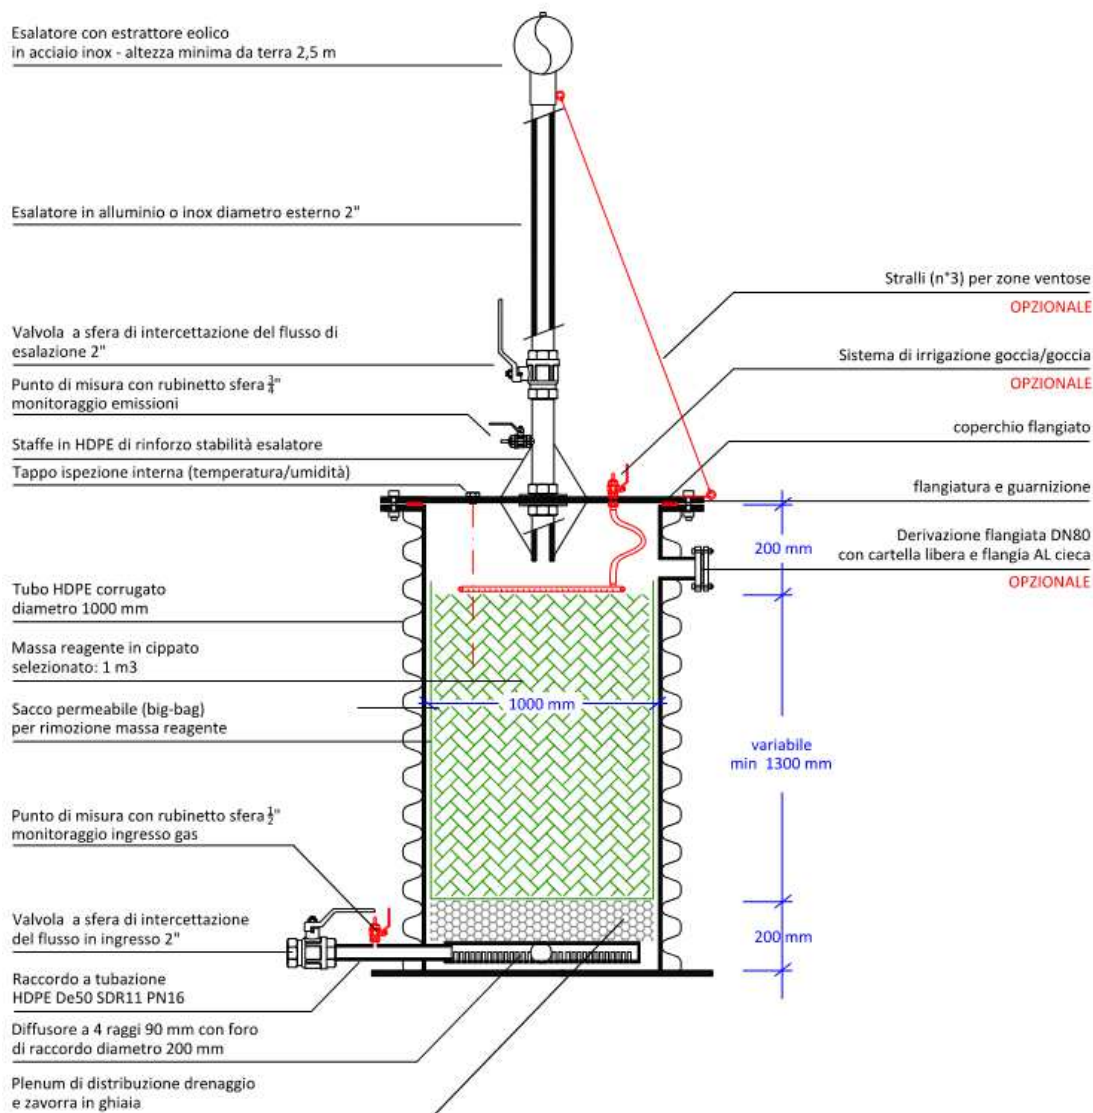 Esalatore con estrattore eolico
in acciaio inox - altezza minima da terra 2,5 m
Esalatore in alluminio o inox diametro esterno 2"
Stralli (n°3) per zone ventose
OPZIONALE
Valvola  a sfera di intercettazione del flusso di
esalazione 2"
Sistema di irrigazione goccia/goccia
OPZIONALE
Punto di misura con rubinetto sfera 3/4"
monitoraggio emissioni
coperchio flangiato
Staffe in HDPE di rinforzo stabilità esalatore
Tappo ispezione interna (temperatura/umidità)
flangiatura e guarnizione
Derivazione flangiata DN80
con cartella libera e flangia AL cieca
OPZIONALE
200 mm
Tubo HDPE corrugato
diametro 1000 mm
Massa reagente in cippato
selezionato: 1 m3
Sacco permeabile (big-bag)
per rimozione massa reagente
1000 mm
variabile
min  1300 mm
Punto di misura con rubinetto sfera 1/2"
monitoraggio ingresso gas
Valvola  a sfera di intercettazione
del flusso in ingresso 2"
200 mm
Raccordo a tubazione
HDPE De50 SDR11 PN16
Diffusore a 4 raggi 90 mm con foro
di raccordo diametro 200 mm
Plenum di distribuzione drenaggio
e zavorra in ghiaia